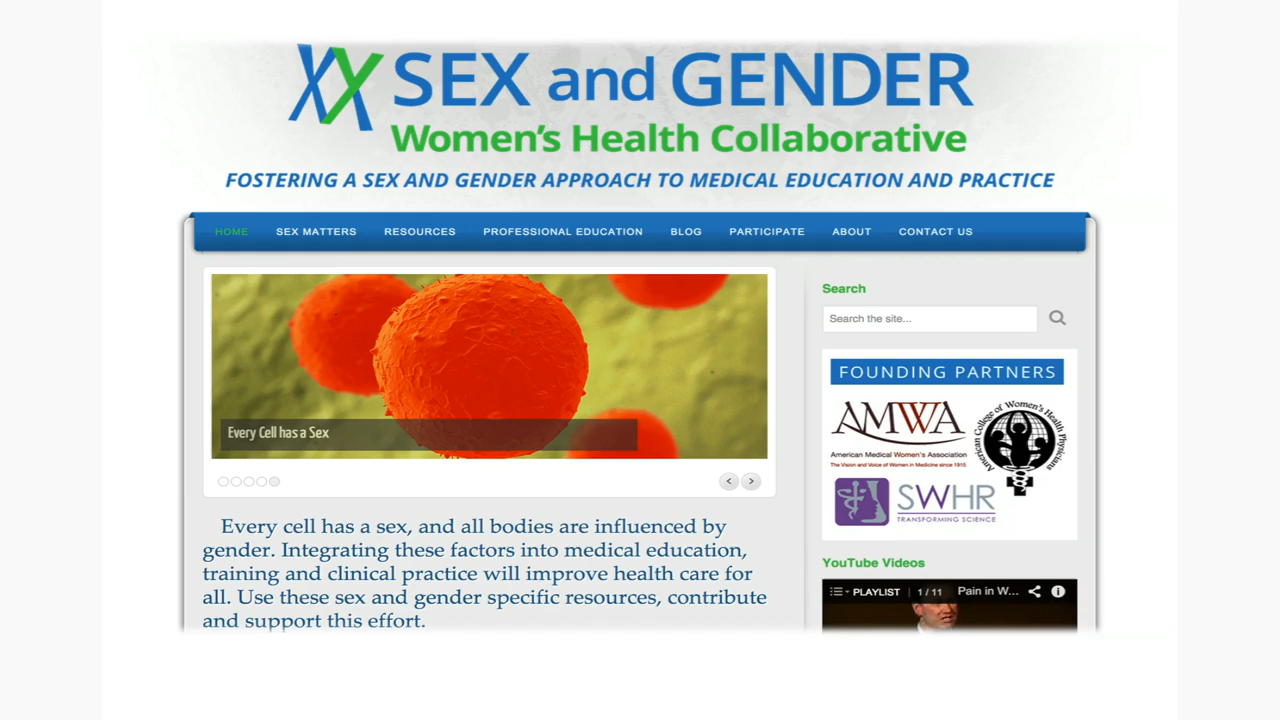 XY SEX and GENDER
Women's Health Collaborative
FOSTERING A SEX AND GENDER APPROACH TO MEDICAL EDUCATION AND PRACTICE
HOME SEX MATTERS RESOURCES PROFESSIONAL EDUCATION BLOG PARTICIPATE ABOUT CONTACT US
Every Cell has a Sex
Every cell has a sex, and all bodies are influenced by
gender. Integrating these factors into medical education,
training and clinical practice will improve health care for
all. Use these sex and gender specific resources, contribute
and support this effort.
Search
Search the site...
FOUNDING PARTNERS
AMWA
American Medical Women's Association
The Vision and Voice of Women in Medicine since 1915
American College of Women's Health Physicians
SWHR
TRANSFORMING SCIENCE
YouTube Videos
PLAYLIST 1 / 11 Pain in W...